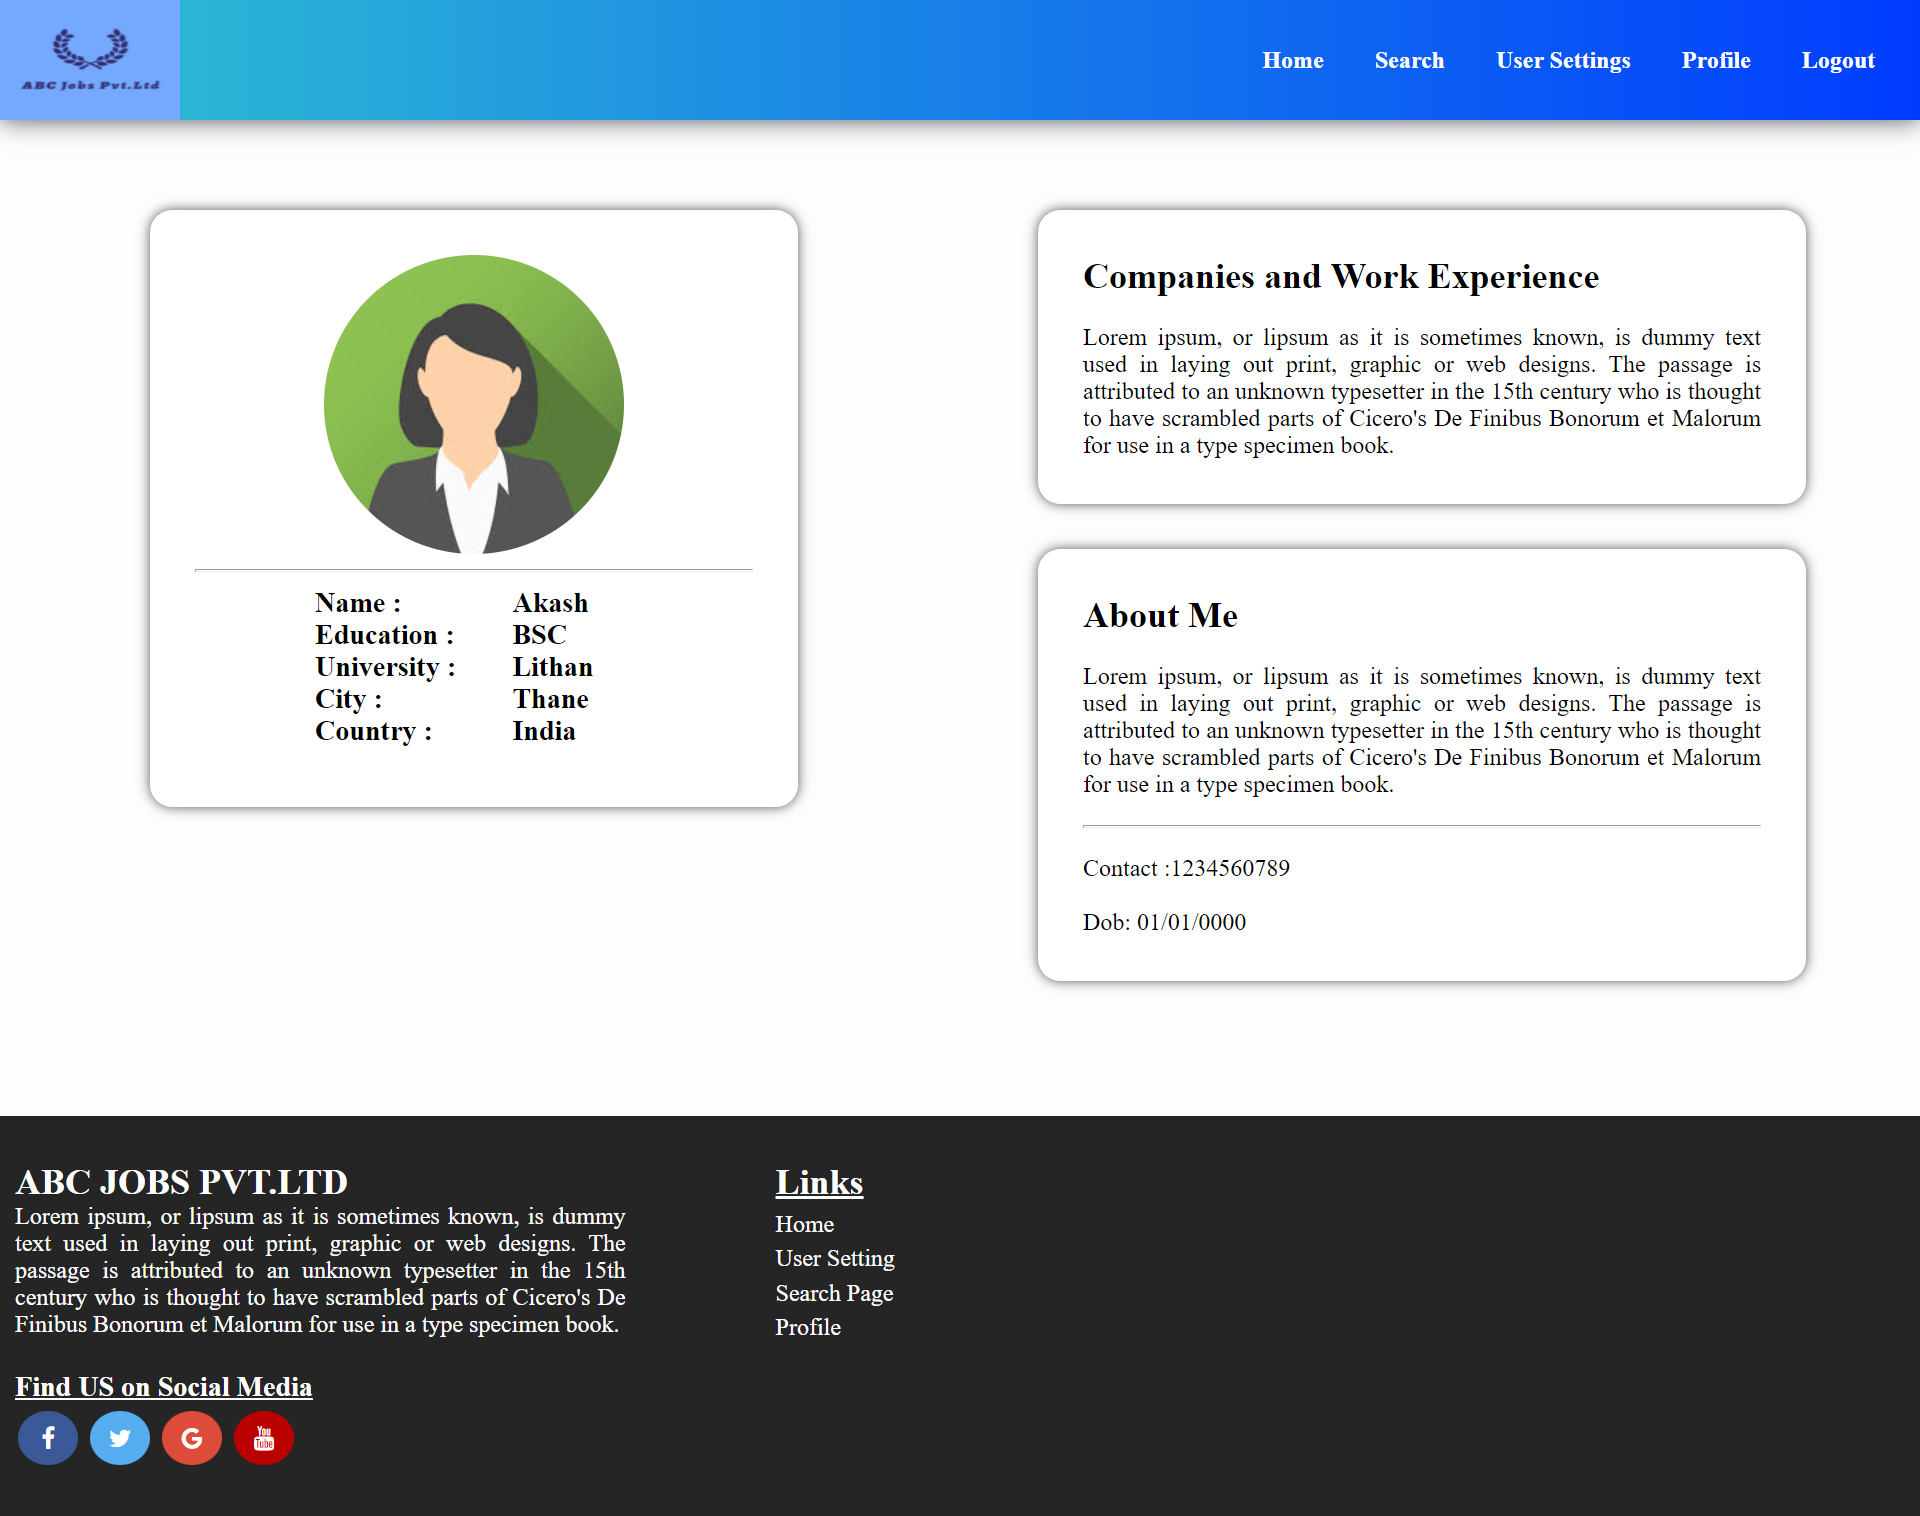 ABC Jobs Pvt.Ltd
Home Search User Settings Profile Logout
Name : Akash
Education : BSC
University : Lithan
City : Thane
Country : India
Companies and Work Experience
Lorem ipsum, or lipsum as it is sometimes known, is dummy text
used in laying out print, graphic or web designs. The passage is
attributed to an unknown typesetter in the 15th century who is thought
to have scrambled parts of Cicero's De Finibus Bonorum et Malorum
for use in a type specimen book.
About Me
Lorem ipsum, or lipsum as it is sometimes known, is dummy text
used in laying out print, graphic or web designs. The passage is
attributed to an unknown typesetter in the 15th century who is thought
to have scrambled parts of Cicero's De Finibus Bonorum et Malorum
for use in a type specimen book.
Contact :1234560789
Dob: 01/01/0000
ABC JOBS PVT.LTD
Lorem ipsum, or lipsum as it is sometimes known, is dummy
text used in laying out print, graphic or web designs. The
passage is attributed to an unknown typesetter in the 15th
century who is thought to have scrambled parts of Cicero's De
Finibus Bonorum et Malorum for use in a type specimen book.
Find US on Social Media
f G You Tube
Links
Home
User Setting
Search Page
Profile